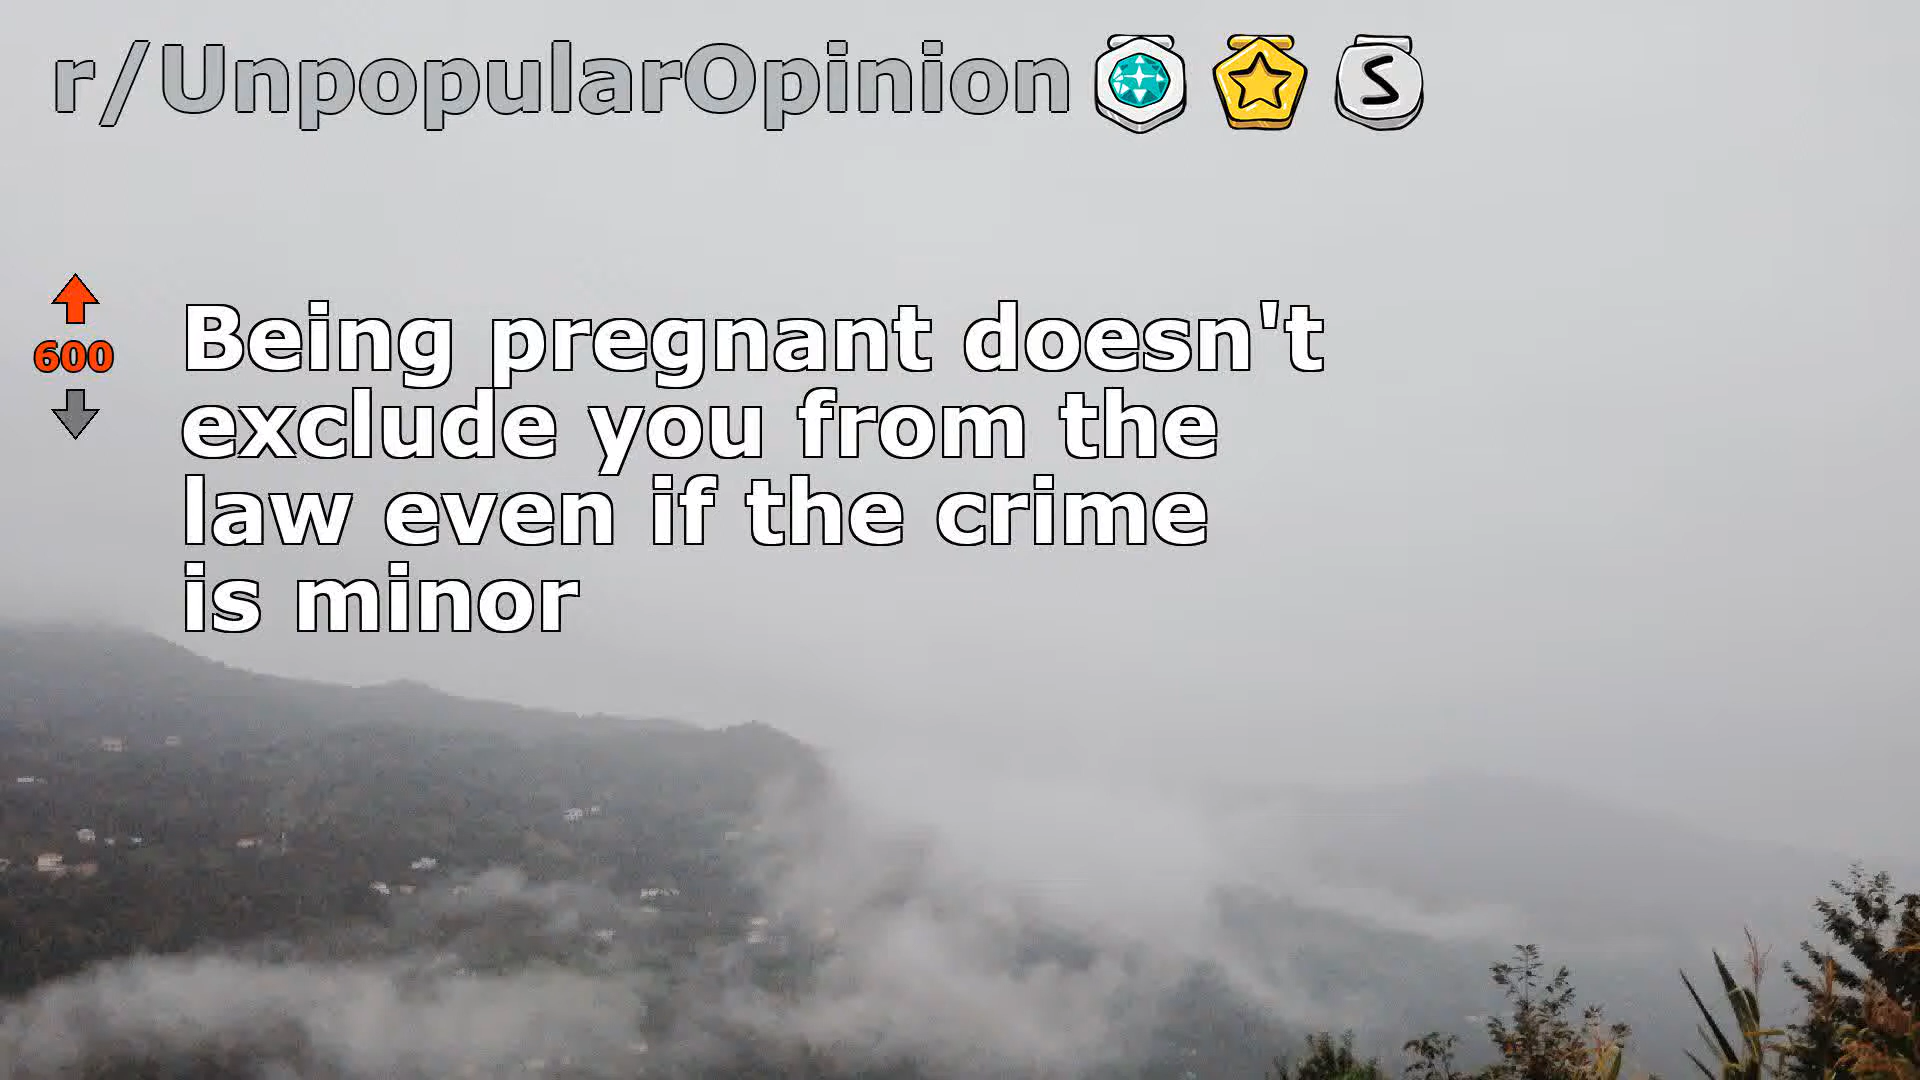 r/UnpopularOpinion
S
600
Being pregnant doesn't
exclude you from the
law even if the crime
is minor